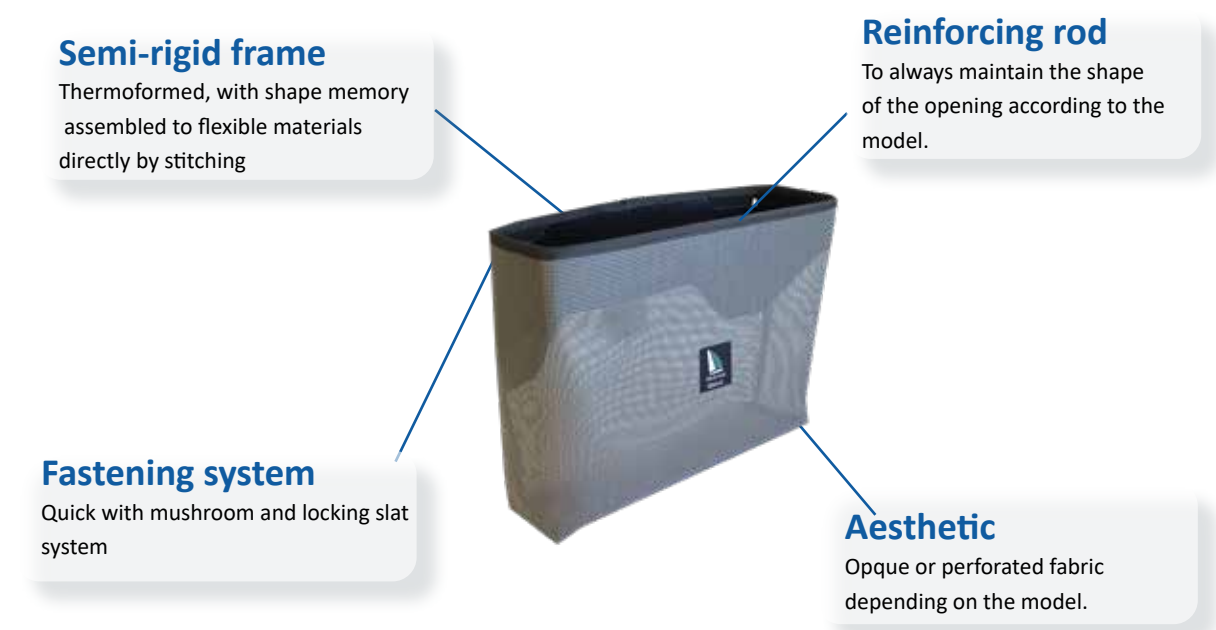 Semi-rigid frame
Thermoformed, with shape memory
assembled to flexible materials
directly by stitching
Reinforcing rod
To always maintain the shape
of the opening according to the
model.
Fastening system
Quick with mushroom and locking slat
system
Aesthetic
Opque or perforated fabric
depending on the model.